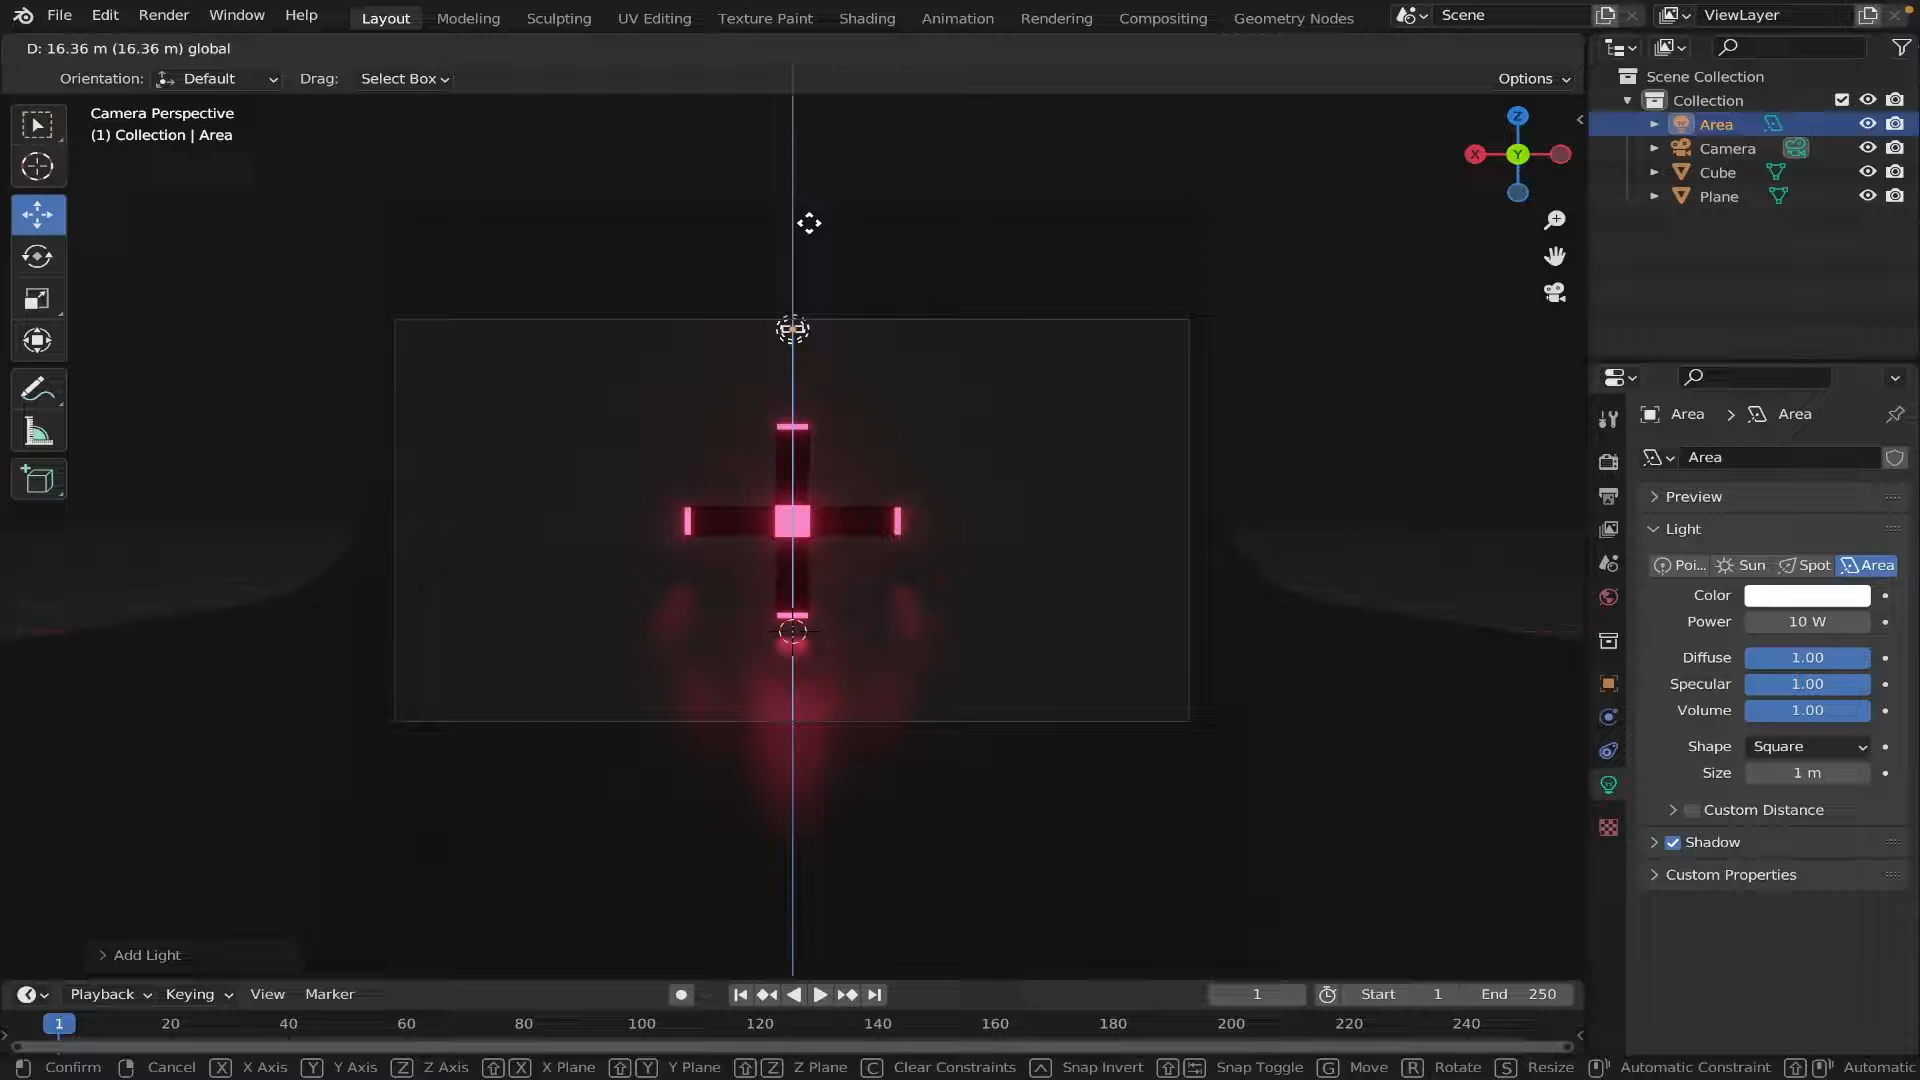 File Edit Render Window Help Layout Modeling Sculpting UV Editing Texture Paint Shading Animation Rendering Compositing Geometry Nodes Scene ViewLayer
D: 16.36 m (16.36 m) global
Orientation: Default Drag: Select Box Options
Camera Perspective
(1) Collection | Area
Z
X
Y
Scene Collection
Collection
Area
Camera
Cube
Plane
Area > Area
Area
Preview
Light
Poi... Sun Spot Area
Color
Power 10 W
Diffuse 1.00
Specular 1.00
Volume 1.00
Shape Square
Size 1 m
Custom Distance
Shadow
Custom Properties
Add Light
Playback Keying View Marker 1 Start 1 End 250
1 20 40 60 80 100 120 140 160 180 200 220 240
Confirm Cancel X X Axis Y Y Axis Z Z Axis X X Plane Y Y Plane Z Z Plane C Clear Constraints Snap Invert Snap Toggle G Move R Rotate S Resize Automatic Constraint Automatic